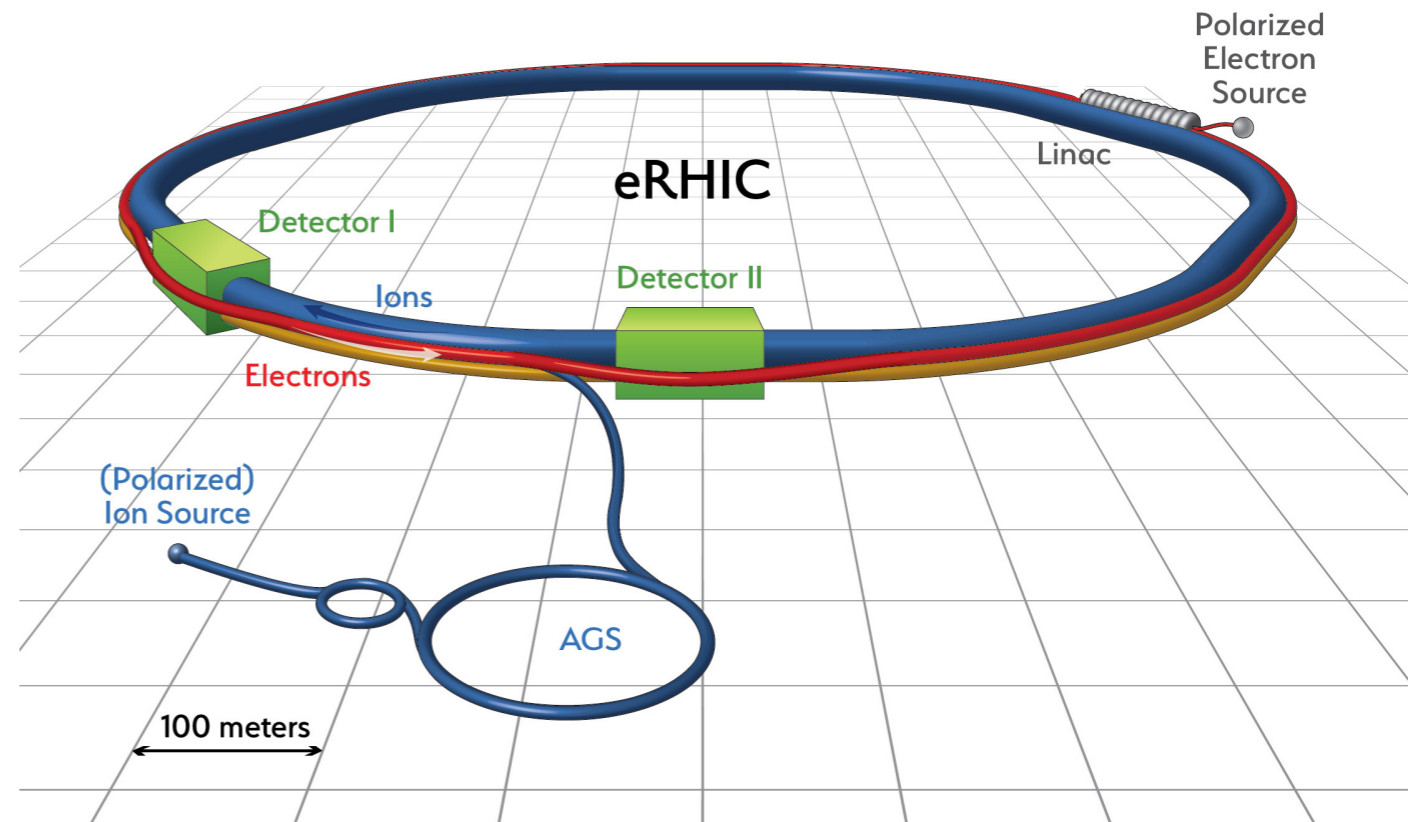 Polarized
Electron
Source
Linac
eRHIC
Detector I
Detector II
Ions
Electrons
(Polarized)
Ion Source
AGS
100 meters